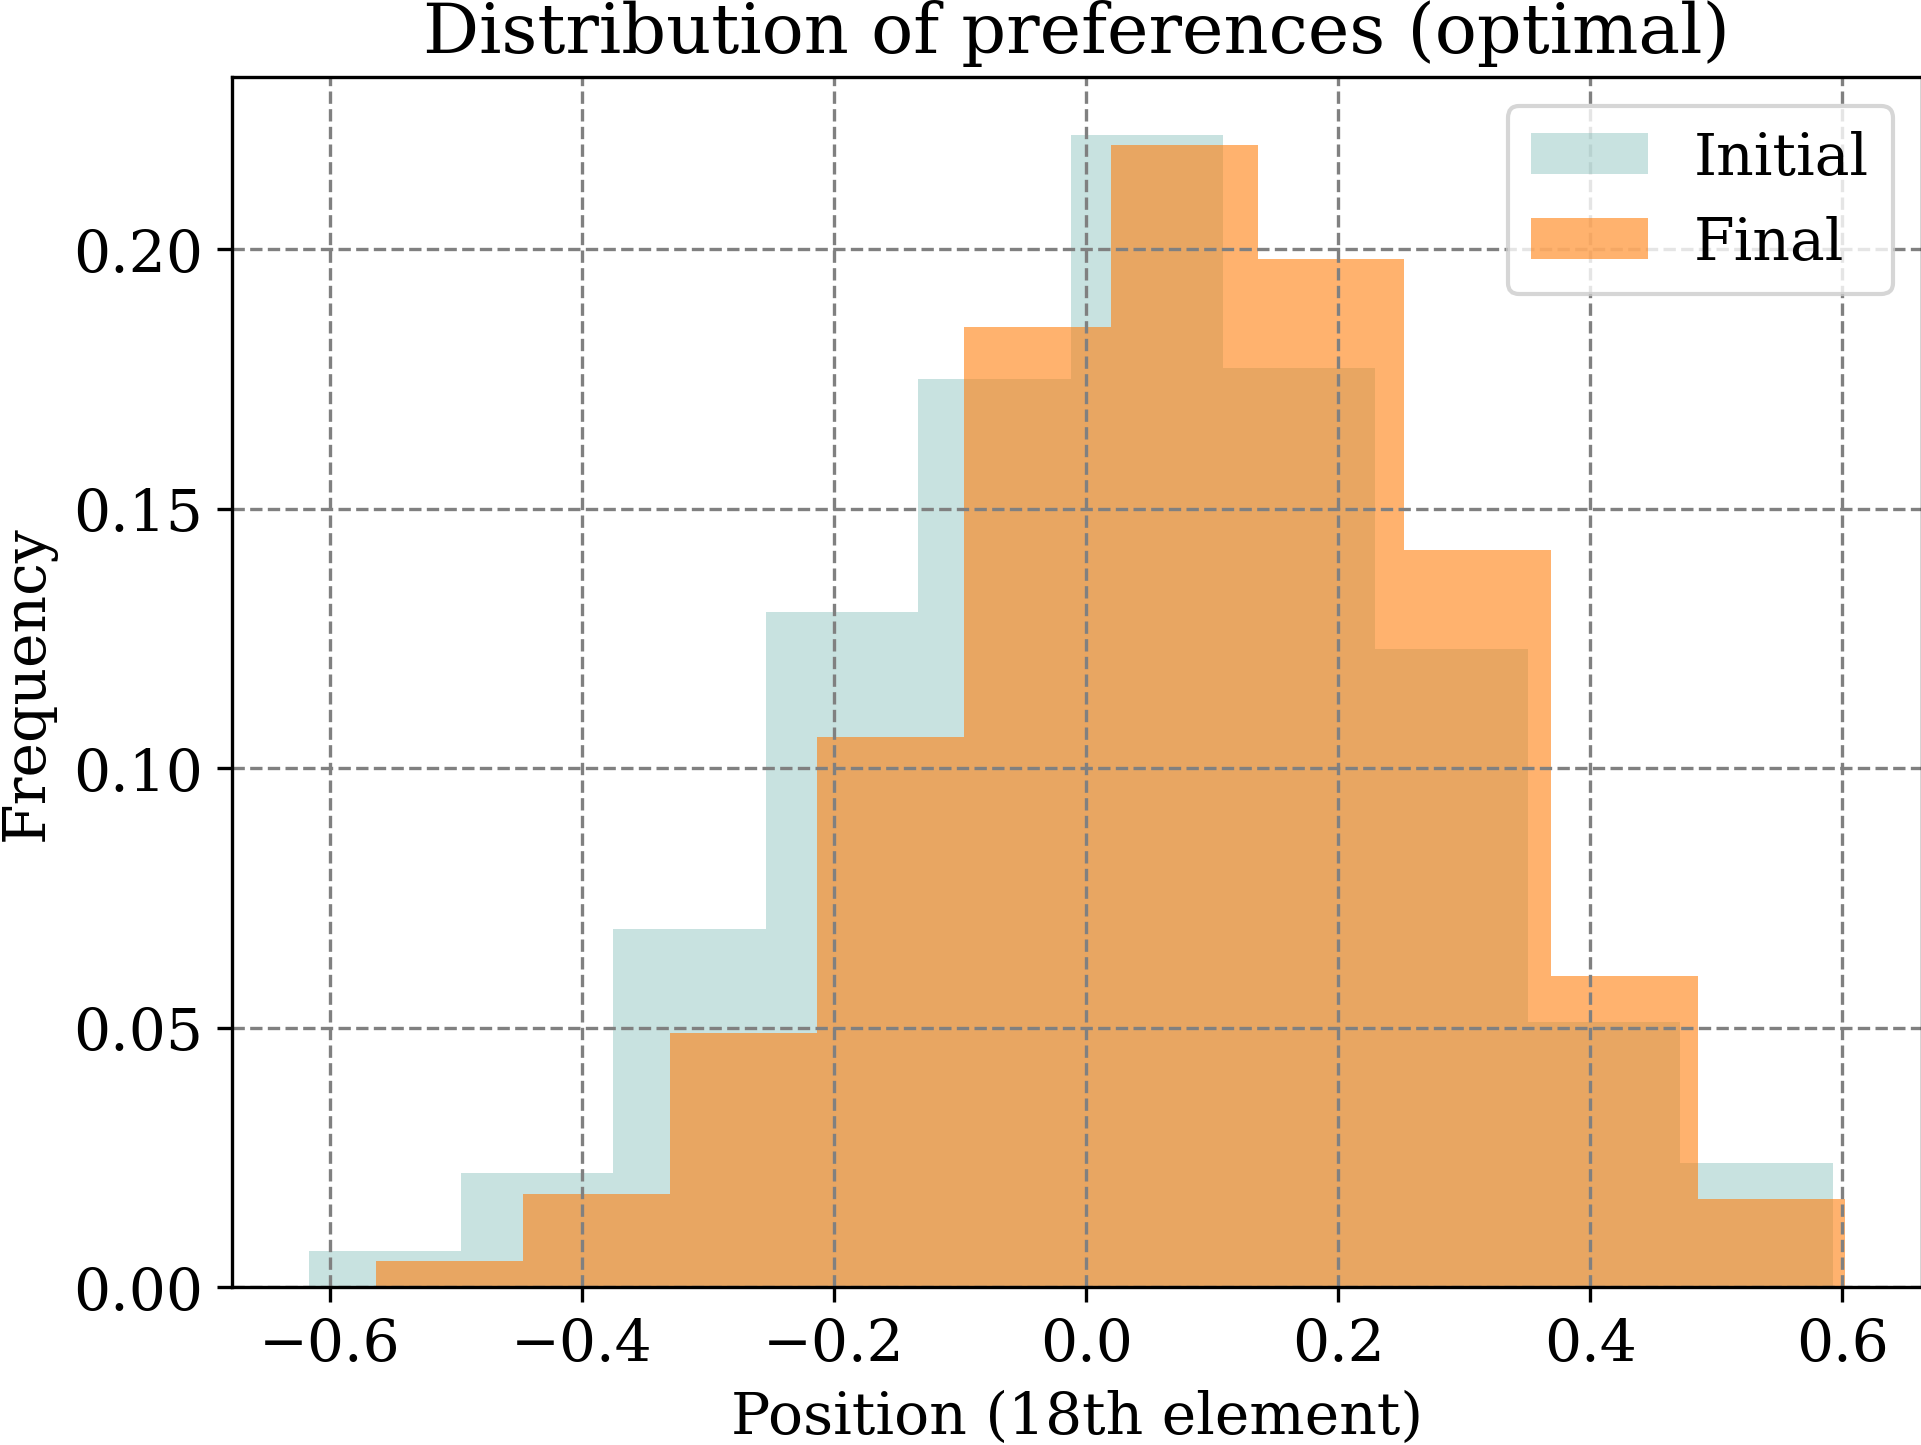 Distribution of preferences (optimal)
Initial
Final
Frequency
0.20
0.15
0.10
0.05
0.00
−0.6 −0.4 −0.2 0.0 0.2 0.4 0.6
Position (18th element)